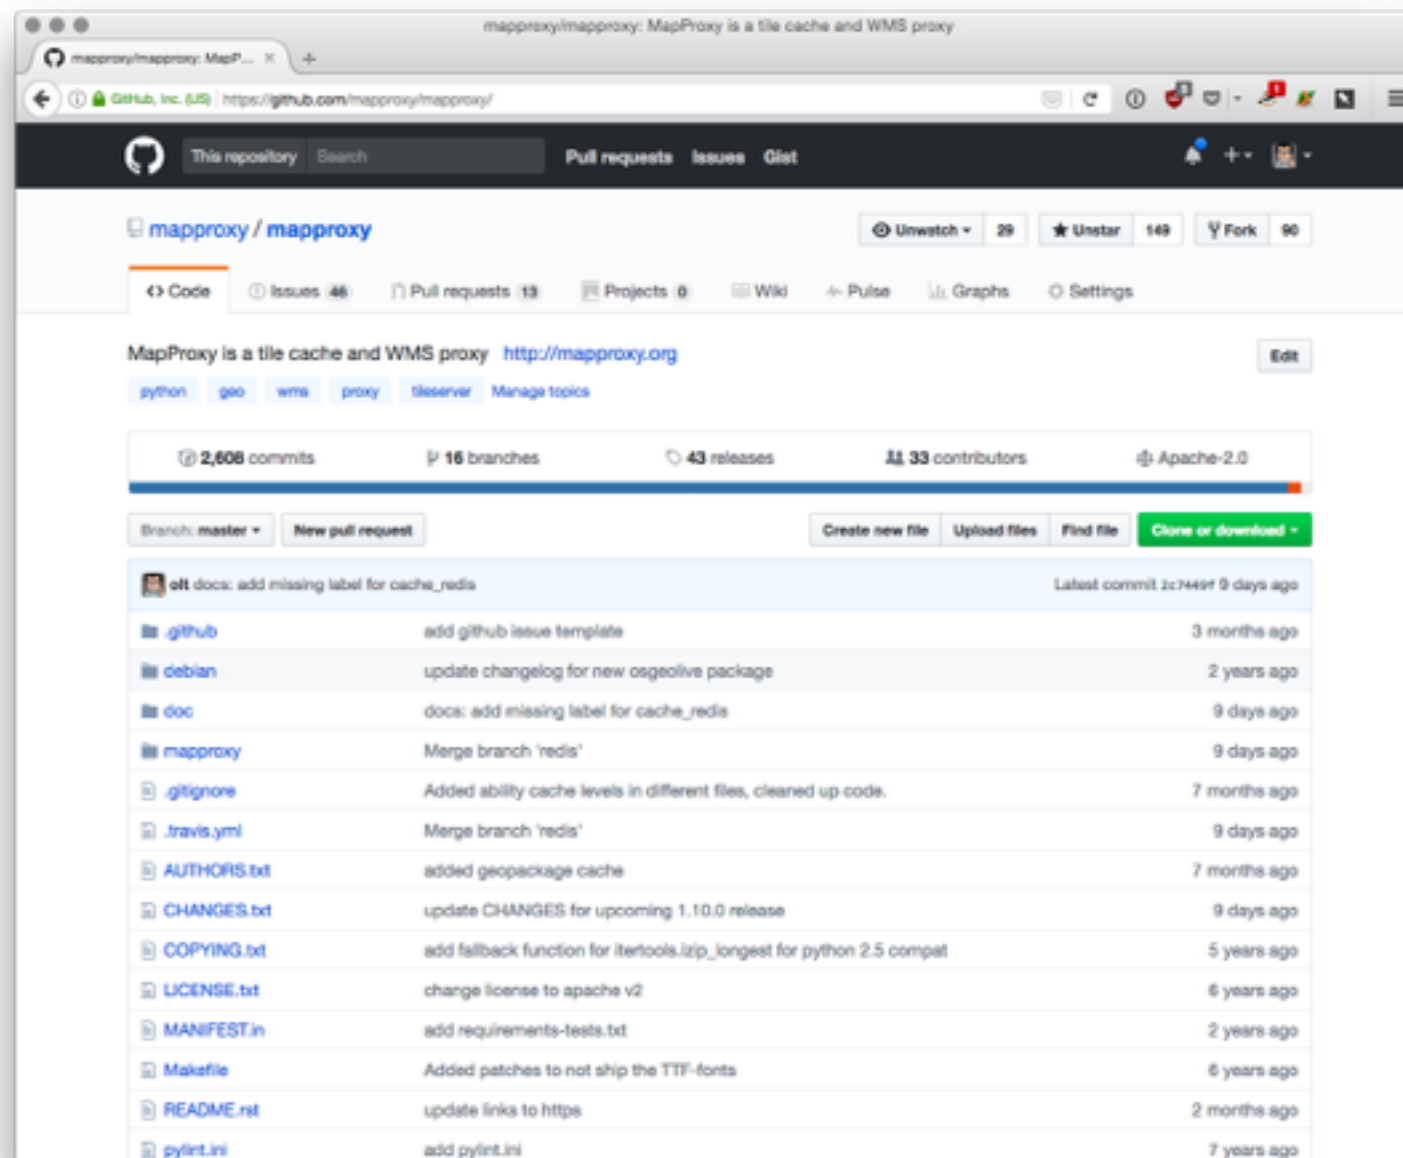 mapproxy/mapproxy: MapProxy is a tile cache and WMS proxy
mapproxy/mapproxy: MapP...
GitHub, Inc. (US) https://github.com/mapproxy/mapproxy/
This repository Search Pull requests Issues Gist
mapproxy / mapproxy Unwatch 29 Unstar 149 Fork 90
Code Issues 46 Pull requests 13 Projects 0 Wiki Pulse Graphs Settings
MapProxy is a tile cache and WMS proxy http://mapproxy.org Edit
python geo wms proxy tileserver Manage topics
2,608 commits 16 branches 43 releases 33 contributors Apache-2.0
Branch: master New pull request Create new file Upload files Find file Clone or download
olt docs: add missing label for cache_redis Latest commit 2c7449f 9 days ago
.github add github issue template 3 months ago
debian update changelog for new osgeolive package 2 years ago
doc docs: add missing label for cache_redis 9 days ago
mapproxy Merge branch 'redis' 9 days ago
.gitignore Added ability cache levels in different files, cleaned up code. 7 months ago
.travis.yml Merge branch 'redis' 9 days ago
AUTHORS.txt added geopackage cache 7 months ago
CHANGES.txt update CHANGES for upcoming 1.10.0 release 9 days ago
COPYING.txt add fallback function for itertools.izip_longest for python 2.5 compat 5 years ago
LICENSE.txt change license to apache v2 6 years ago
MANIFEST.in add requirements-tests.txt 2 years ago
Makefile Added patches to not ship the TTF-fonts 6 years ago
README.rst update links to https 2 months ago
pylint.ini add pylint.ini 7 years ago